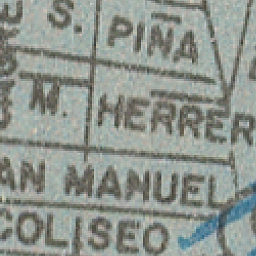 S. PIÑA
M. HERRER
AN MANUEL
COLISEO